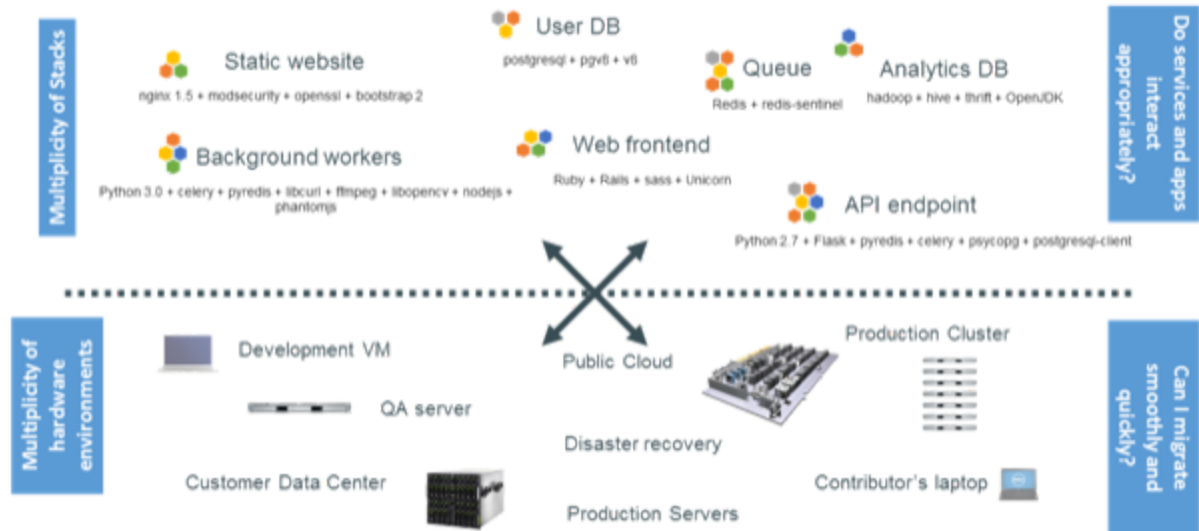 Multiplicity of Stacks
User DB
postgresql + pgv8 + v8
Static website
nginx 1.5 + modsecurity + openssl + bootstrap 2
Queue
Redis + redis-sentinel
Analytics DB
hadoop + hive + thrift + OpenJDK
Background workers
Python 3.0 + celery + pyredis + libcurl + ffmpeg + libopencv + nodejs +
phantomjs
Web frontend
Ruby + Rails + sass + Unicorn
API endpoint
Python 2.7 + Flask + pyredis + celery + psycopg + postgresql-client
Do services and apps
interact
appropriately?
Multiplicity of
hardware
environments
Development VM
QA server
Customer Data Center
Public Cloud
Disaster recovery
Production Servers
Production Cluster
Contributor's laptop
Can I migrate
smoothly and
quickly?